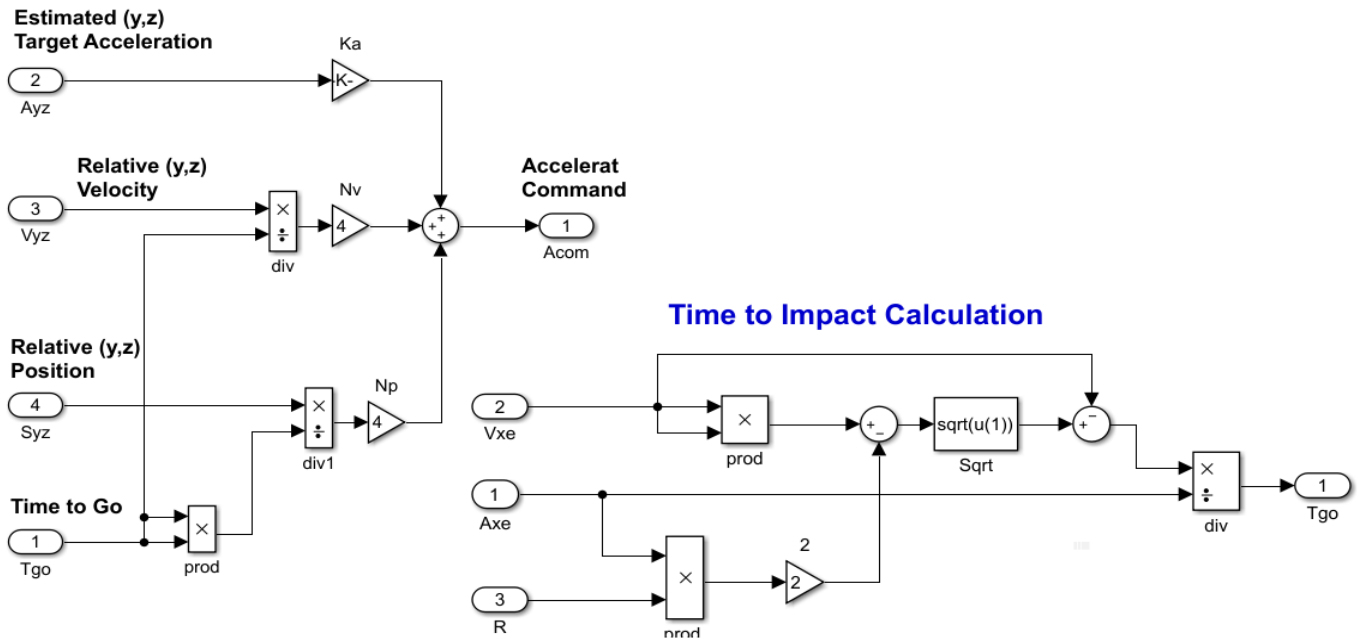 Estimated (y,z)
Target Acceleration
Ka
2
-K-
Ayz
Relative (y,z)
Velocity
Nv
Accelerat
Command
3
×
÷
4
+
+
+
1
Vyz
div
Acom
Time to Impact Calculation
Relative (y,z)
Position
Np
4
×
÷
4
Syz
div1
2
×
+
−
sqrt(u(1))
−
+
Vxe
prod
Sqrt
Time to Go
1
×
Tgo
prod
1
Axe
×
÷
1
div
Tgo
2
×
2
3
R
prod